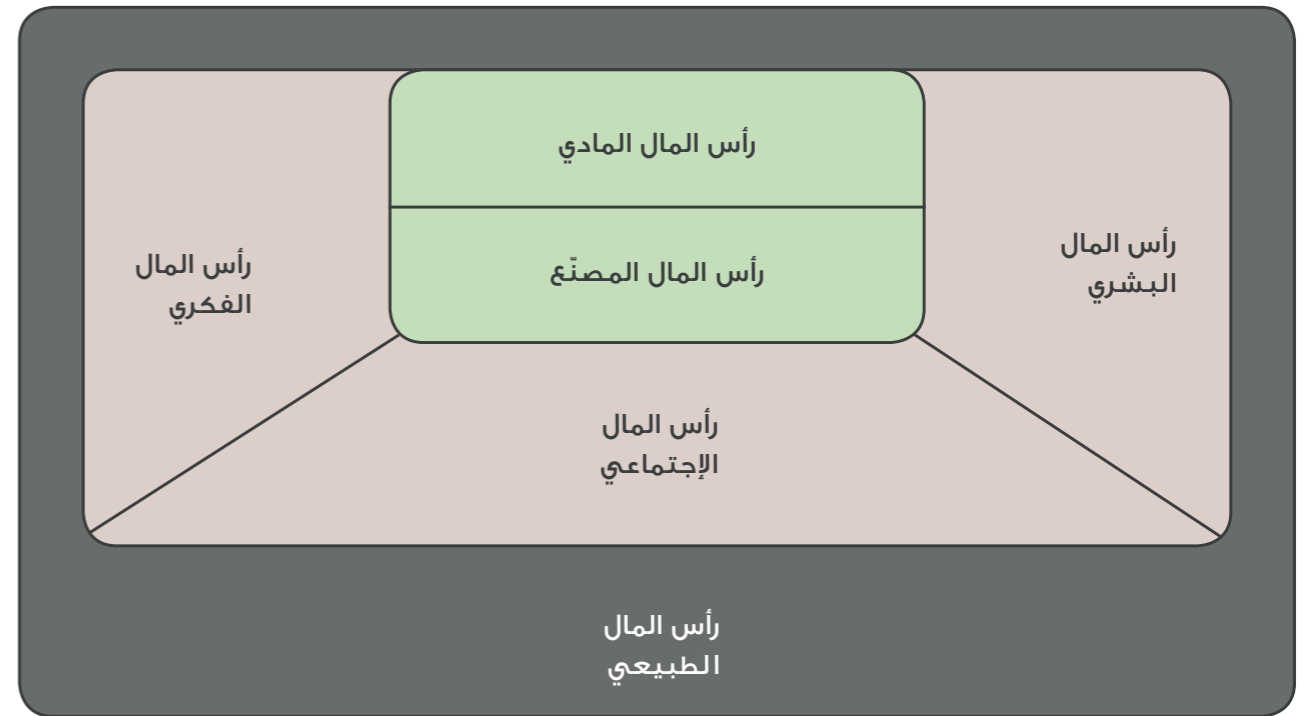 رأس المال المادي
رأس المال المصنّع
رأس المال
البشري
رأس المال
الفكري
رأس المال
الإجتماعي
رأس المال
الطبيعي